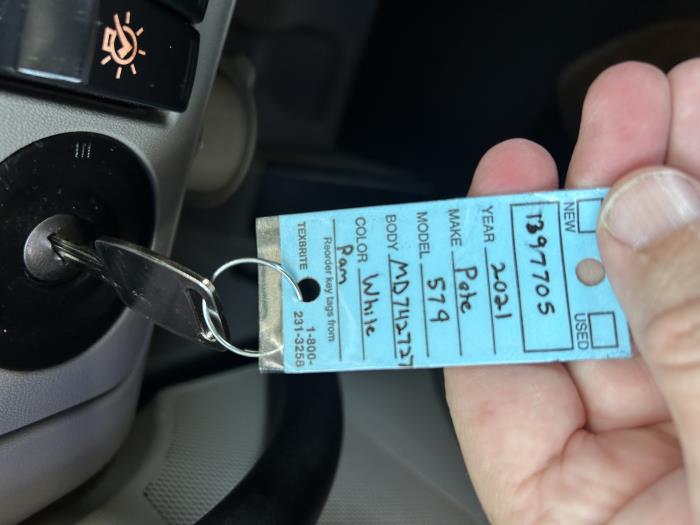 NEW USED
1397705
YEAR 2021
MAKE Pete
MODEL 579
BODY MD742727
COLOR White
Pam
Reorder key tags from
TEXBRITE 1-800-
231-3258